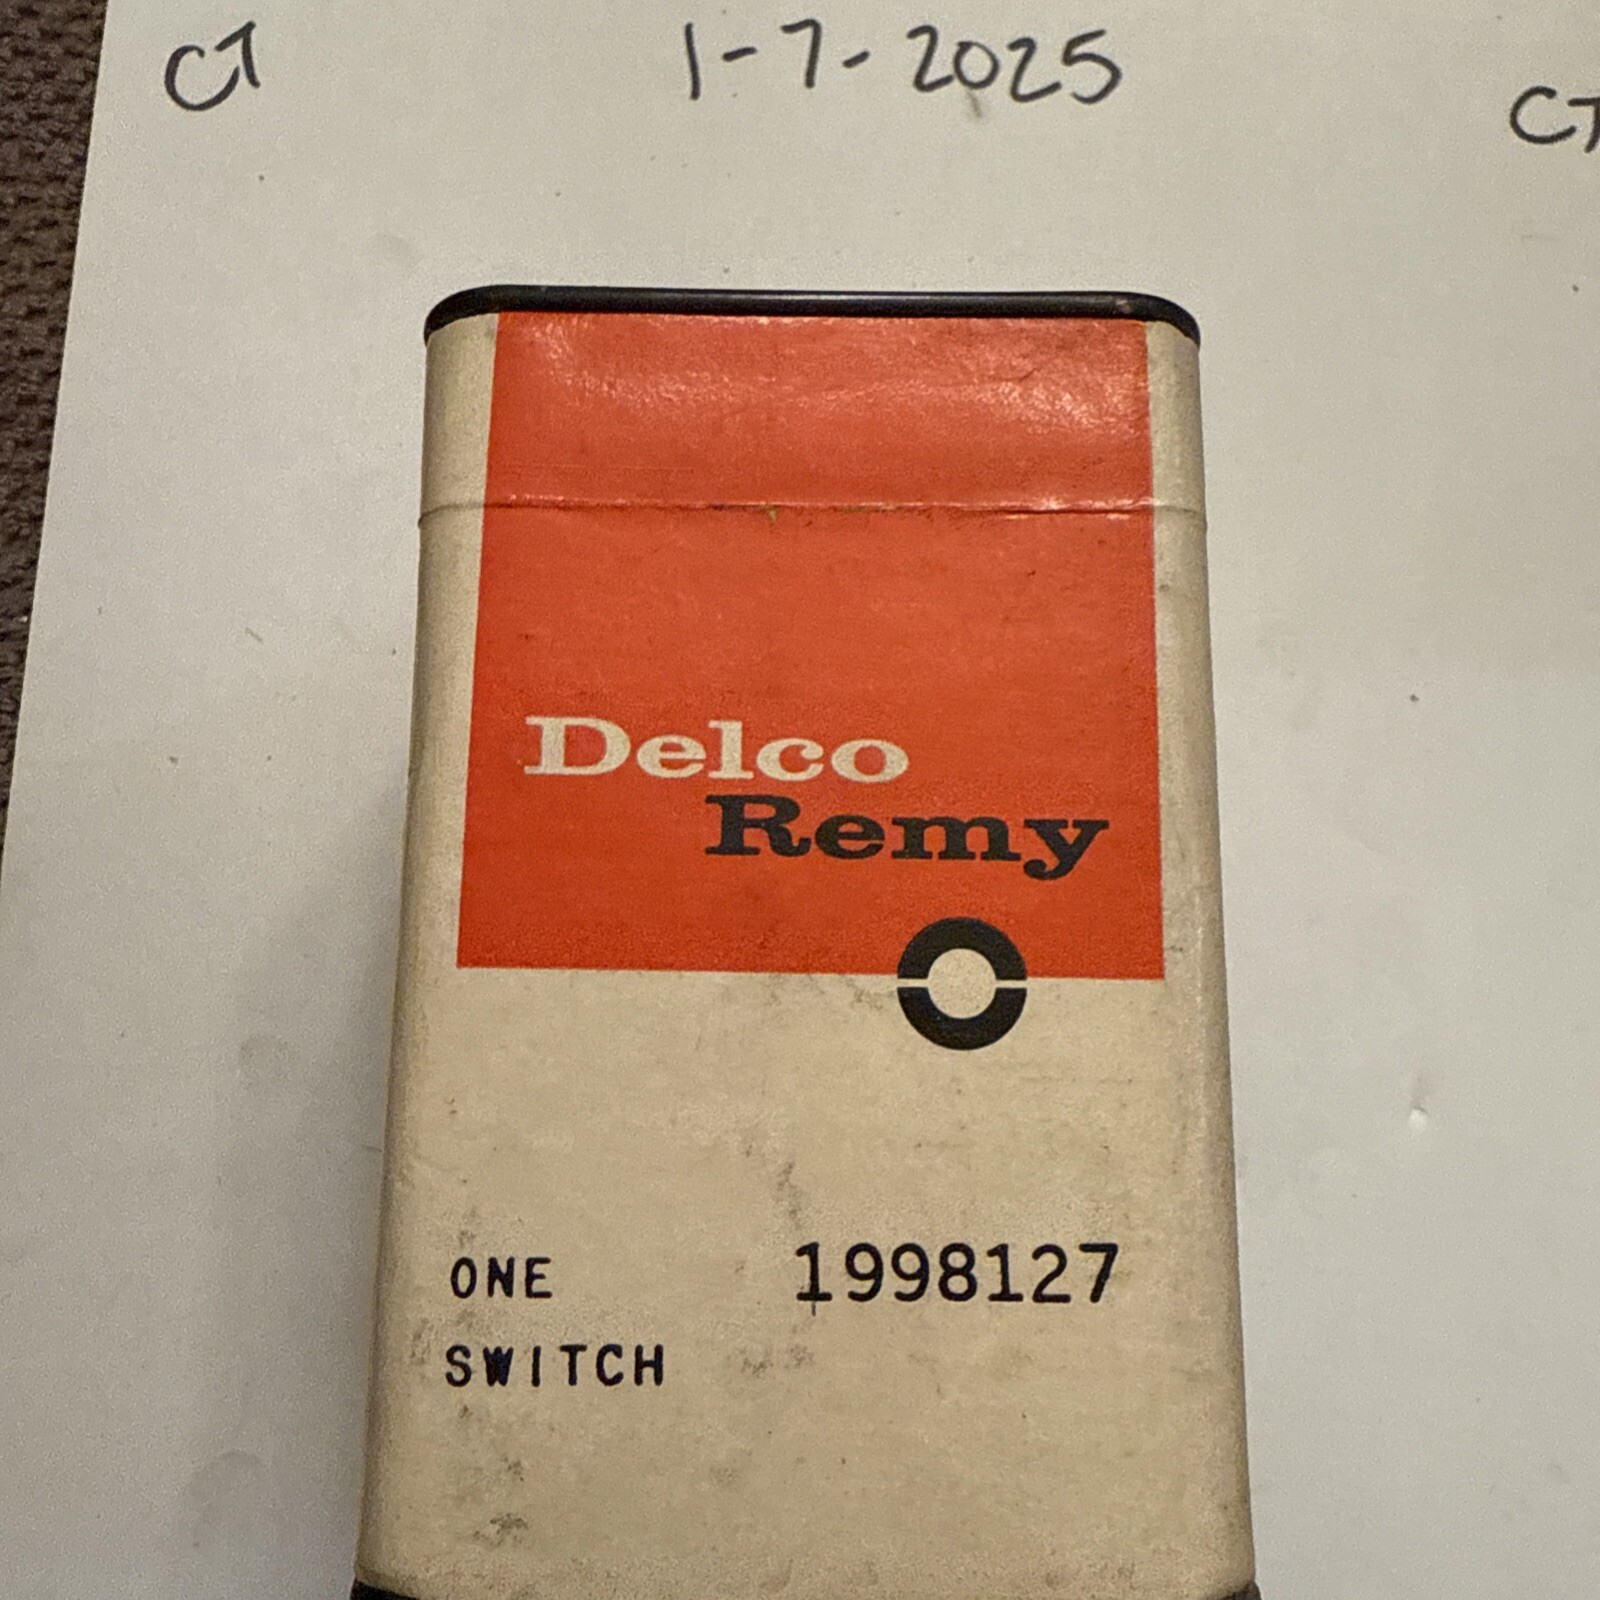 CT
1-7-2025
CT
Delco
Remy
ONE 1998127
SWITCH